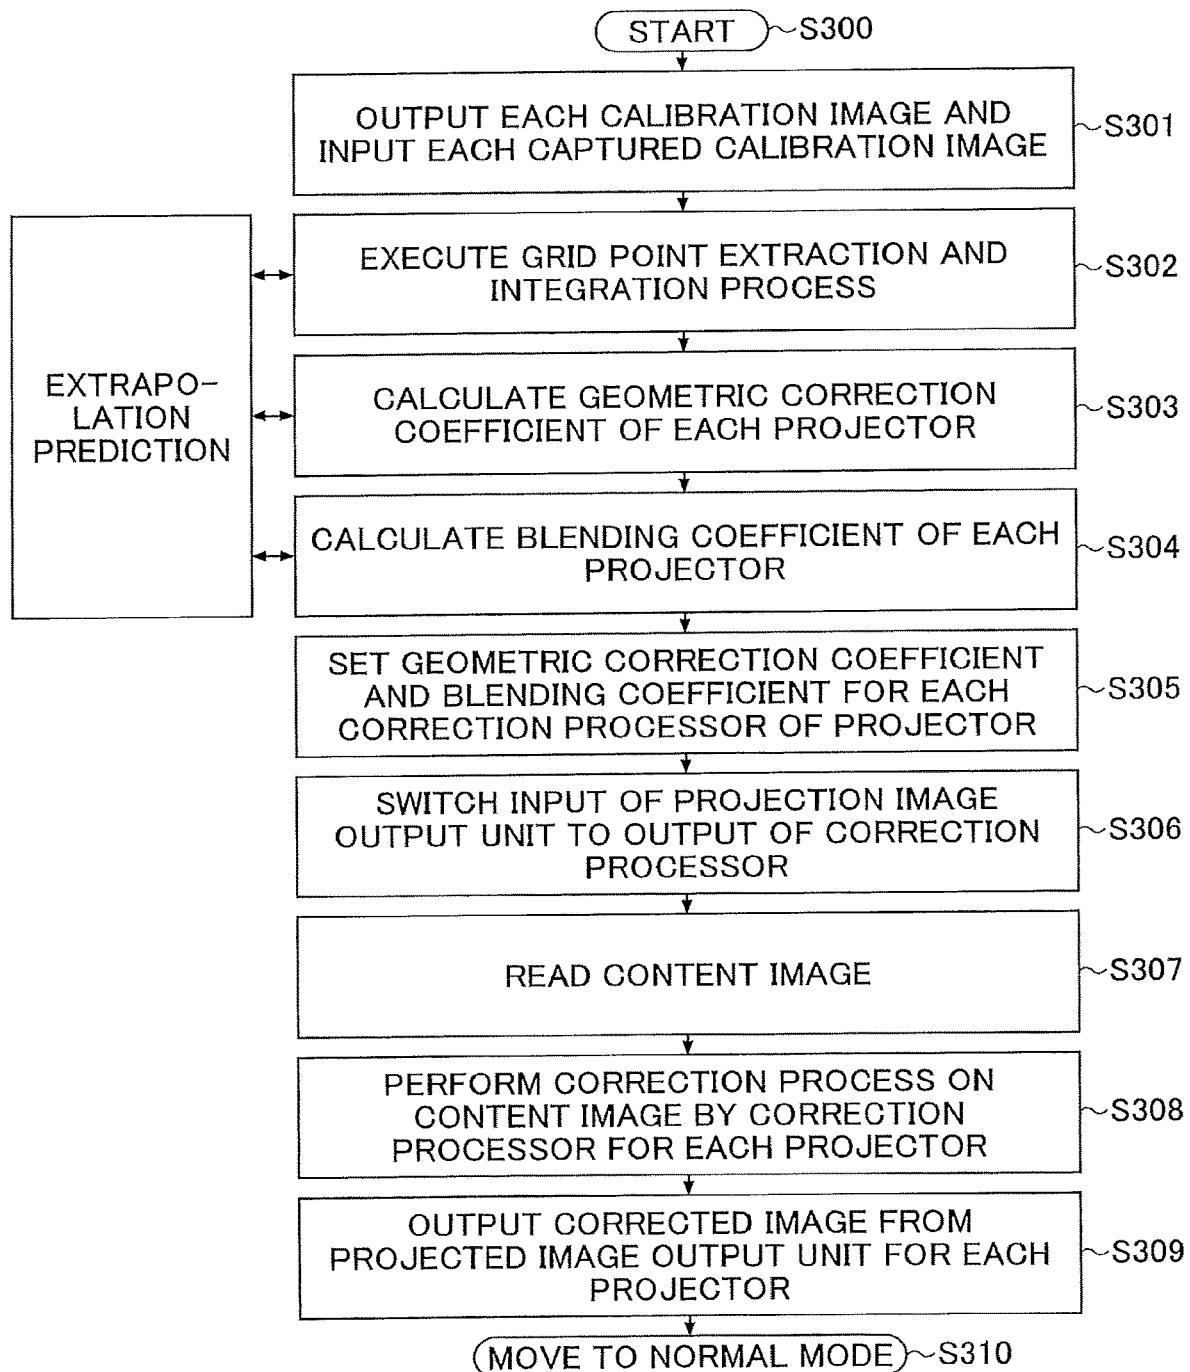 START
S300
OUTPUT EACH CALIBRATION IMAGE AND
INPUT EACH CAPTURED CALIBRATION IMAGE
S301
EXECUTE GRID POINT EXTRACTION AND
INTEGRATION PROCESS
S302
EXTRAPO-
LATION
PREDICTION
CALCULATE GEOMETRIC CORRECTION
COEFFICIENT OF EACH PROJECTOR
S303
CALCULATE BLENDING COEFFICIENT OF EACH
PROJECTOR
S304
SET GEOMETRIC CORRECTION COEFFICIENT
AND BLENDING COEFFICIENT FOR EACH
CORRECTION PROCESSOR OF PROJECTOR
S305
SWITCH INPUT OF PROJECTION IMAGE
OUTPUT UNIT TO OUTPUT OF CORRECTION
PROCESSOR
S306
READ CONTENT IMAGE
S307
PERFORM CORRECTION PROCESS ON
CONTENT IMAGE BY CORRECTION
PROCESSOR FOR EACH PROJECTOR
S308
OUTPUT CORRECTED IMAGE FROM
PROJECTED IMAGE OUTPUT UNIT FOR EACH
PROJECTOR
S309
MOVE TO NORMAL MODE
S310